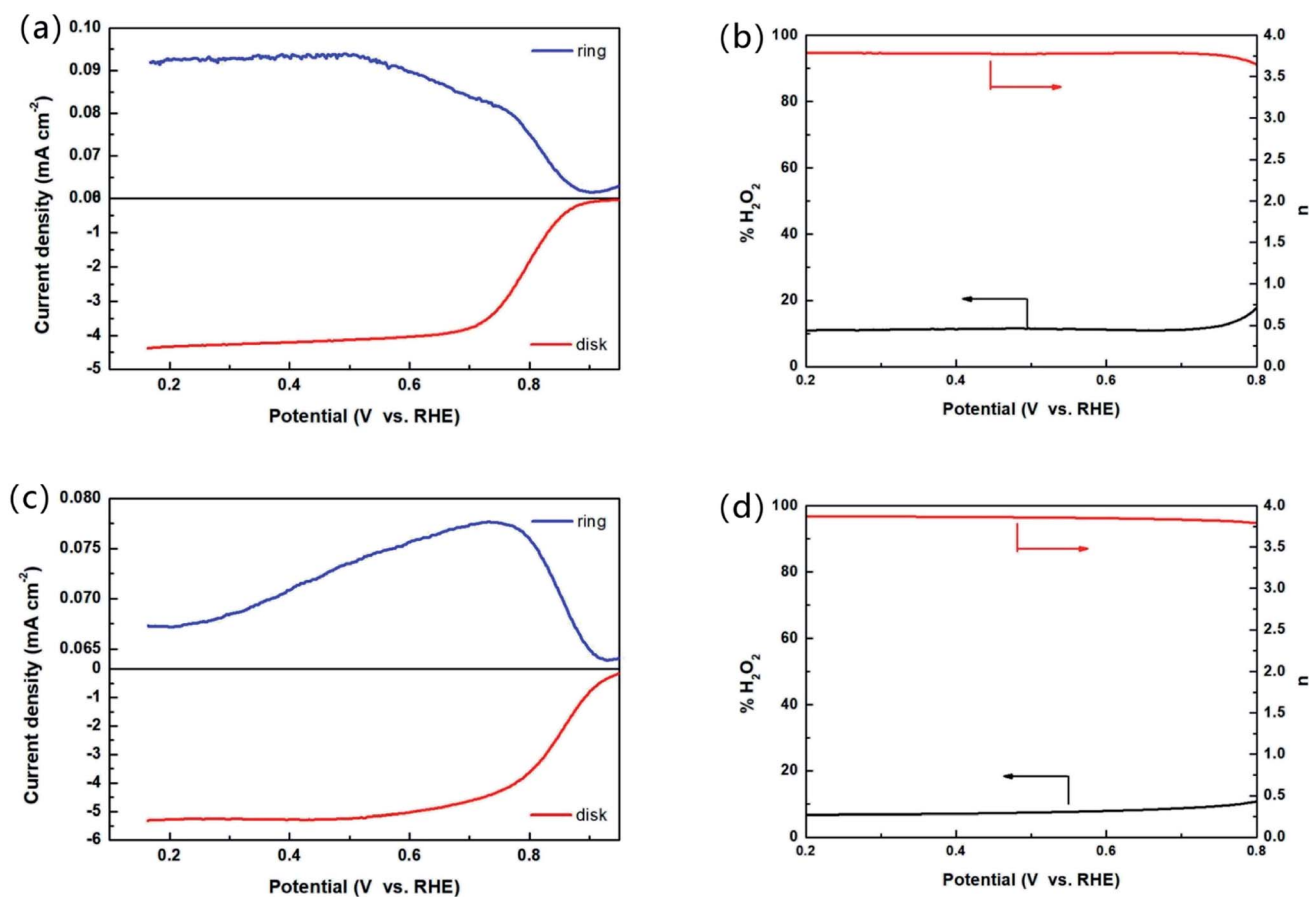 (a)
0.10
0.09
0.08
0.07
0.06
0
-1
-2
-3
-4
-5
ring
disk
Current density (mA cm-2)
0.2 0.4 0.6 0.8
Potential (V vs. RHE)
(b)
100
80
60
40
20
0
% H2O2
4.0
3.5
3.0
2.5
2.0
1.5
1.0
0.5
0.0
n
0.2 0.4 0.6 0.8
Potential (V vs. RHE)
(c)
0.080
0.075
0.070
0.065
0
-1
-2
-3
-4
-5
-6
ring
disk
Current density (mA cm-2)
0.2 0.4 0.6 0.8
Potential (V vs. RHE)
(d)
100
80
60
40
20
0
% H2O2
4.0
3.5
3.0
2.5
2.0
1.5
1.0
0.5
0.0
n
0.2 0.4 0.6 0.8
Potential (V vs. RHE)